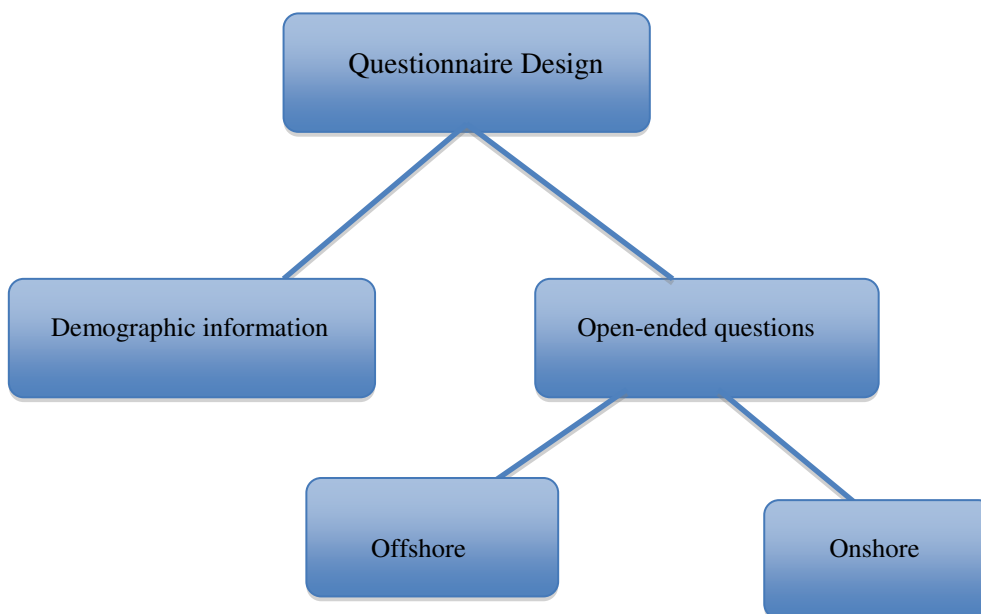 Questionnaire Design
Demographic information
Open-ended questions
Offshore
Onshore